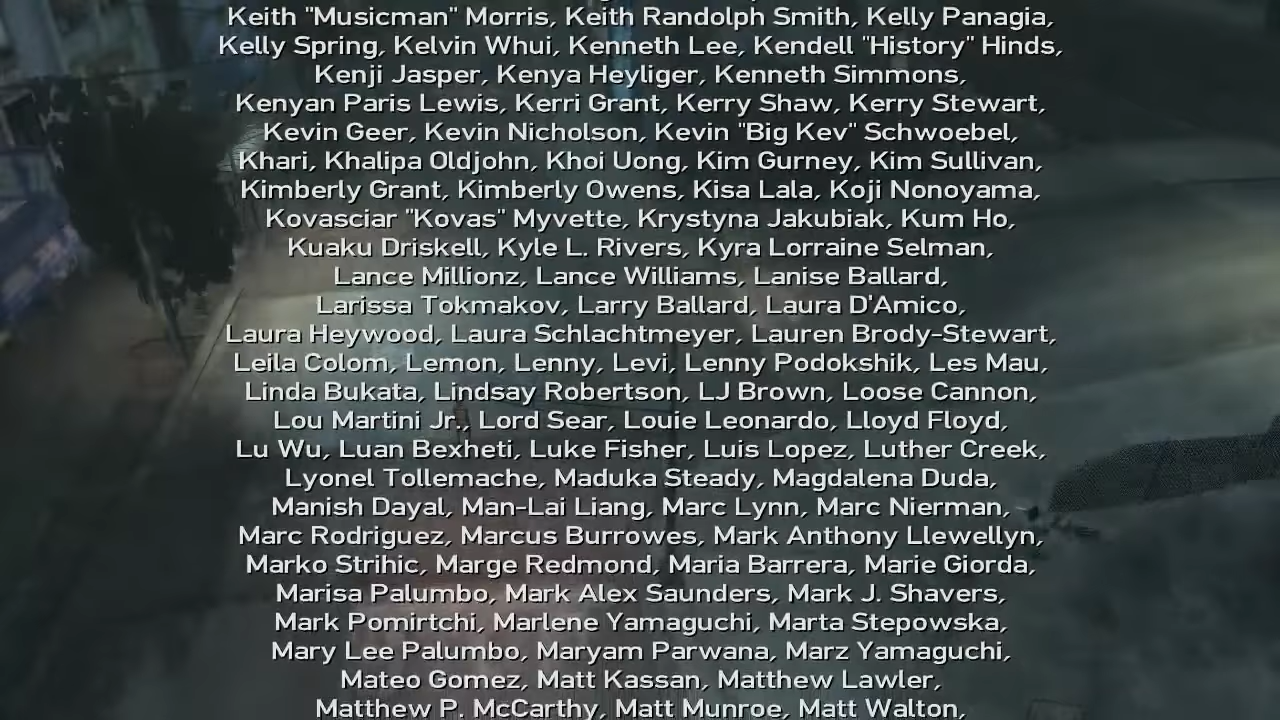 Keith "Musicman" Morris, Keith Randolph Smith, Kelly Panagia,
Kelly Spring, Kelvin Whui, Kenneth Lee, Kendell "History" Hinds,
Kenji Jasper, Kenya Heyliger, Kenneth Simmons,
Kenyan Paris Lewis, Kerri Grant, Kerry Shaw, Kerry Stewart,
Kevin Geer, Kevin Nicholson, Kevin "Big Kev" Schwoebel,
Khari, Khalipa Oldjohn, Khoi Uong, Kim Gurney, Kim Sullivan,
Kimberly Grant, Kimberly Owens, Kisa Lala, Koji Nonoyama,
Kovasciar "Kovas" Myvette, Krystyna Jakubiak, Kum Ho,
Kuaku Driskell, Kyle L. Rivers, Kyra Lorraine Selman,
Lance Millionz, Lance Williams, Lanise Ballard,
Larissa Tokmakov, Larry Ballard, Laura D'Amico,
Laura Heywood, Laura Schlachtmeyer, Lauren Brody-Stewart,
Leila Colom, Lemon, Lenny, Levi, Lenny Podokshik, Les Mau,
Linda Bukata, Lindsay Robertson, LJ Brown, Loose Cannon,
Lou Martini Jr., Lord Sear, Louie Leonardo, Lloyd Floyd,
Lu Wu, Luan Bexheti, Luke Fisher, Luis Lopez, Luther Creek,
Lyonel Tollemache, Maduka Steady, Magdalena Duda,
Manish Dayal, Man-Lai Liang, Marc Lynn, Marc Nierman,
Marc Rodriguez, Marcus Burrowes, Mark Anthony Llewellyn,
Marko Strihic, Marge Redmond, Maria Barrera, Marie Giorda,
Marisa Palumbo, Mark Alex Saunders, Mark J. Shavers,
Mark Pomirtchi, Marlene Yamaguchi, Marta Stepowska,
Mary Lee Palumbo, Maryam Parwana, Marz Yamaguchi,
Mateo Gomez, Matt Kassan, Matthew Lawler,
Matthew P. McCarthy, Matt Munroe, Matt Walton,